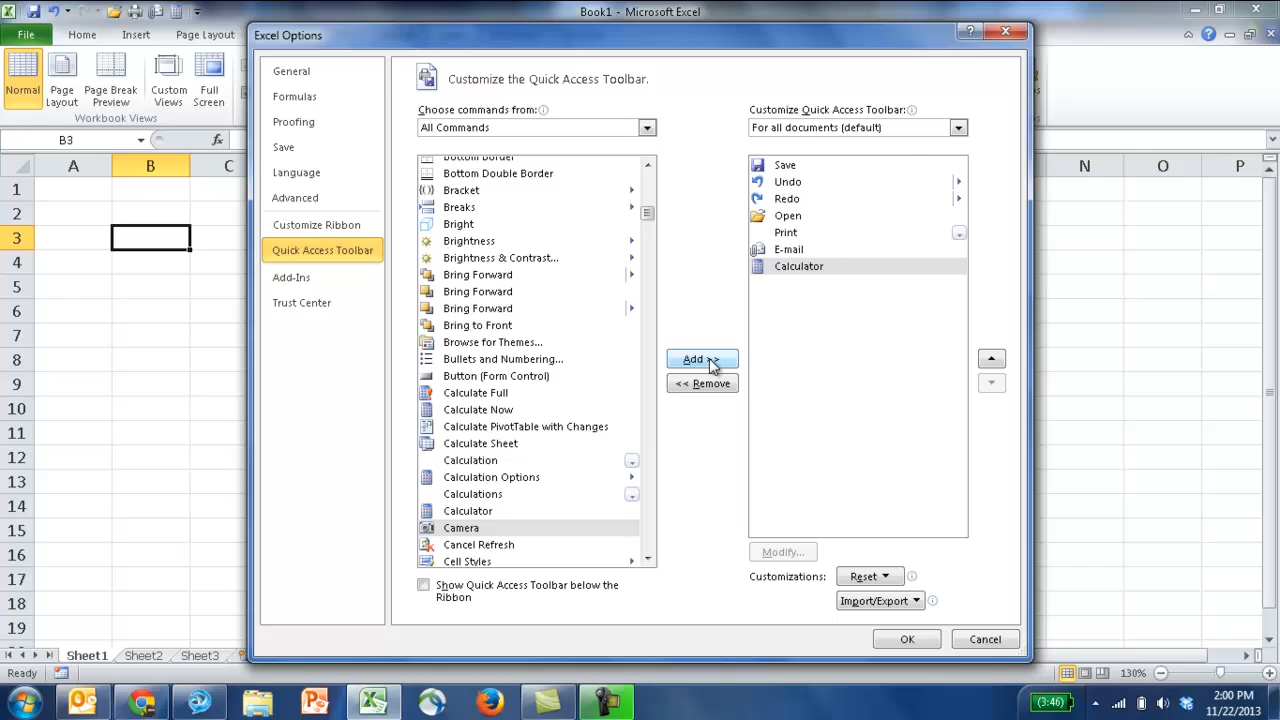 Book1 - Microsoft Excel
File
Home
Insert
Page Layout
Excel Options
Normal
Page
Layout
Page Break
Preview
Custom
Views
Full
Screen
Workbook Views
B3
fx
A
B
C
N
O
P
1
2
3
4
5
6
7
8
9
10
11
12
13
14
15
16
17
18
19
General
Formulas
Proofing
Save
Language
Advanced
Customize Ribbon
Quick Access Toolbar
Add-Ins
Trust Center
Customize the Quick Access Toolbar.
Choose commands from:
All Commands
Bottom Border
Bottom Double Border
Bracket
Breaks
Bright
Brightness
Brightness & Contrast...
Bring Forward
Bring Forward
Bring Forward
Bring to Front
Browse for Themes...
Bullets and Numbering...
Button (Form Control)
Calculate Full
Calculate Now
Calculate PivotTable with Changes
Calculate Sheet
Calculation
Calculation Options
Calculations
Calculator
Camera
Cancel Refresh
Cell Styles
Show Quick Access Toolbar below the
Ribbon
Add >>
<< Remove
Customize Quick Access Toolbar:
For all documents (default)
Save
Undo
Redo
Open
Print
E-mail
Calculator
Modify...
Customizations:
Reset
Import/Export
OK
Cancel
Sheet1
Sheet2
Sheet3
Ready
130%
(3:46)
2:00 PM
11/22/2013